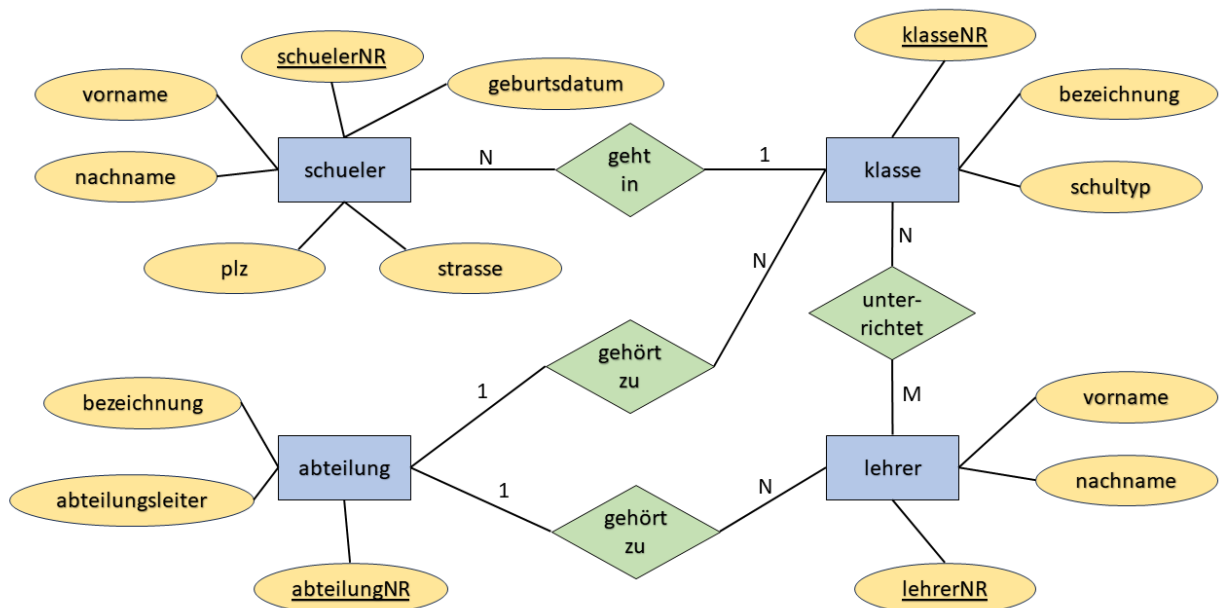 schuelerNR
klasseNR
vorname
geburtsdatum
bezeichnung
nachname
schueler
N
geht
in
1
klasse
schultyp
plz
strasse
N
N
unter-
richtet
gehört
zu
1
M
bezeichnung
vorname
abteilung
lehrer
abteilungsleiter
1
N
nachname
gehört
zu
abteilungNR
lehrerNR